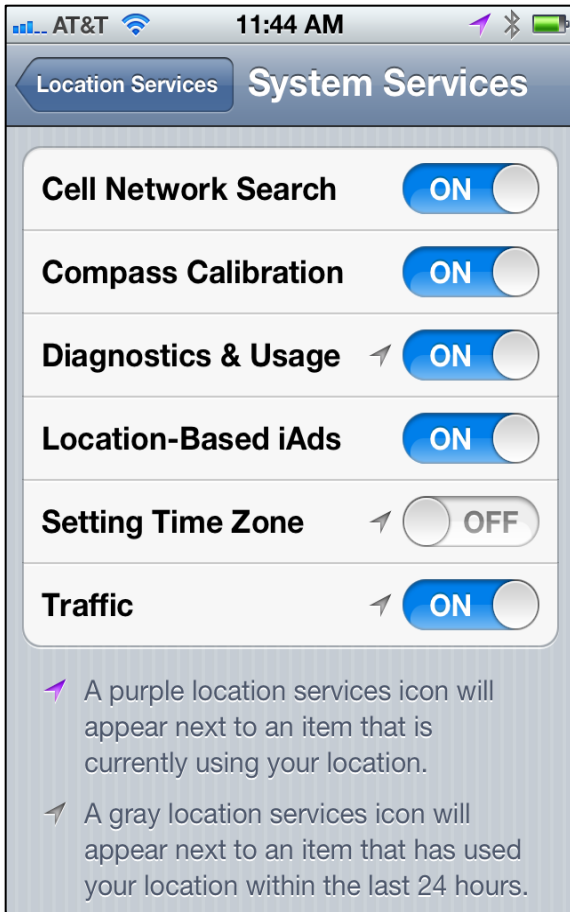 AT&T 11:44 AM
Location Services System Services
Cell Network Search ON
Compass Calibration ON
Diagnostics & Usage ON
Location-Based iAds ON
Setting Time Zone OFF
Traffic ON
A purple location services icon will
appear next to an item that is
currently using your location.
A gray location services icon will
appear next to an item that has used
your location within the last 24 hours.